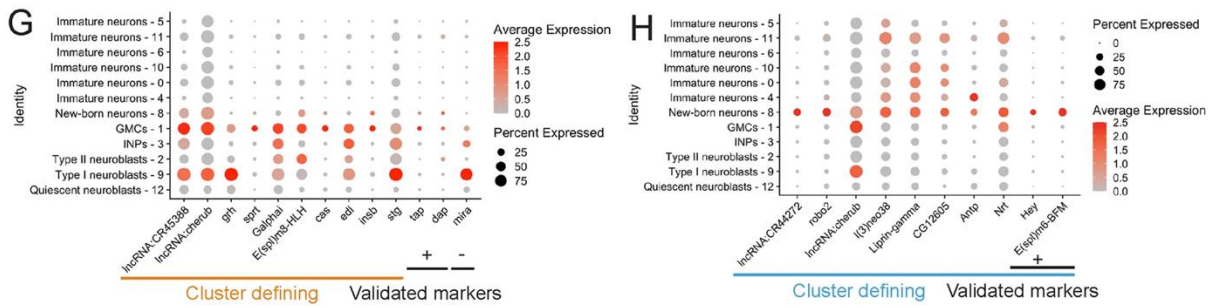 G
Immature neurons - 5
Immature neurons - 11
Immature neurons - 6
Immature neurons - 10
Immature neurons - 0
Immature neurons - 4
New-born neurons - 8
GMCs - 1
INPs - 3
Type II neuroblasts - 2
Type I neuroblasts - 9
Quiescent neuroblasts - 12
Identity
lncRNA:CR45388
lncRNA:cherub
grh
sprt
Galphai
E(spl)m8-HLH
cas
edl
insb
stg
tap
dap
mira
+
-
Cluster defining
Validated markers
Average Expression
2.5
2.0
1.5
1.0
0.5
0.0
Percent Expressed
25
50
75
H
Immature neurons - 5
Immature neurons - 11
Immature neurons - 6
Immature neurons - 10
Immature neurons - 0
Immature neurons - 4
New-born neurons - 8
GMCs - 1
INPs - 3
Type II neuroblasts - 2
Type I neuroblasts - 9
Quiescent neuroblasts - 12
Identity
lncRNA:CR44272
robo2
lncRNA:cherub
l(3)neo38
Liprin-gamma
CG12605
Antp
Nrt
Hey
E(spl)m6-BFM
+
Cluster defining
Validated markers
Percent Expressed
0
25
50
75
Average Expression
2.5
2.0
1.5
1.0
0.5
0.0